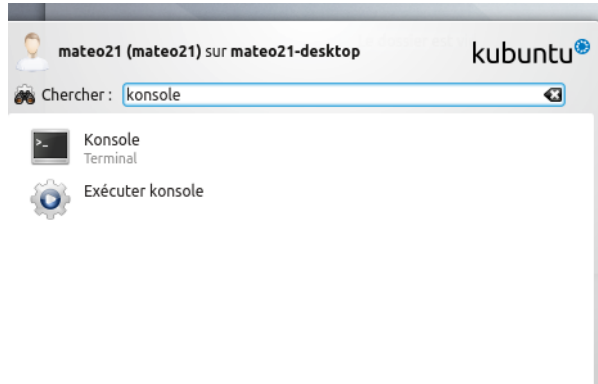 mateo21 (mateo21) sur mateo21-desktop
kubuntu
Chercher : konsole
Konsole
Terminal
Exécuter konsole